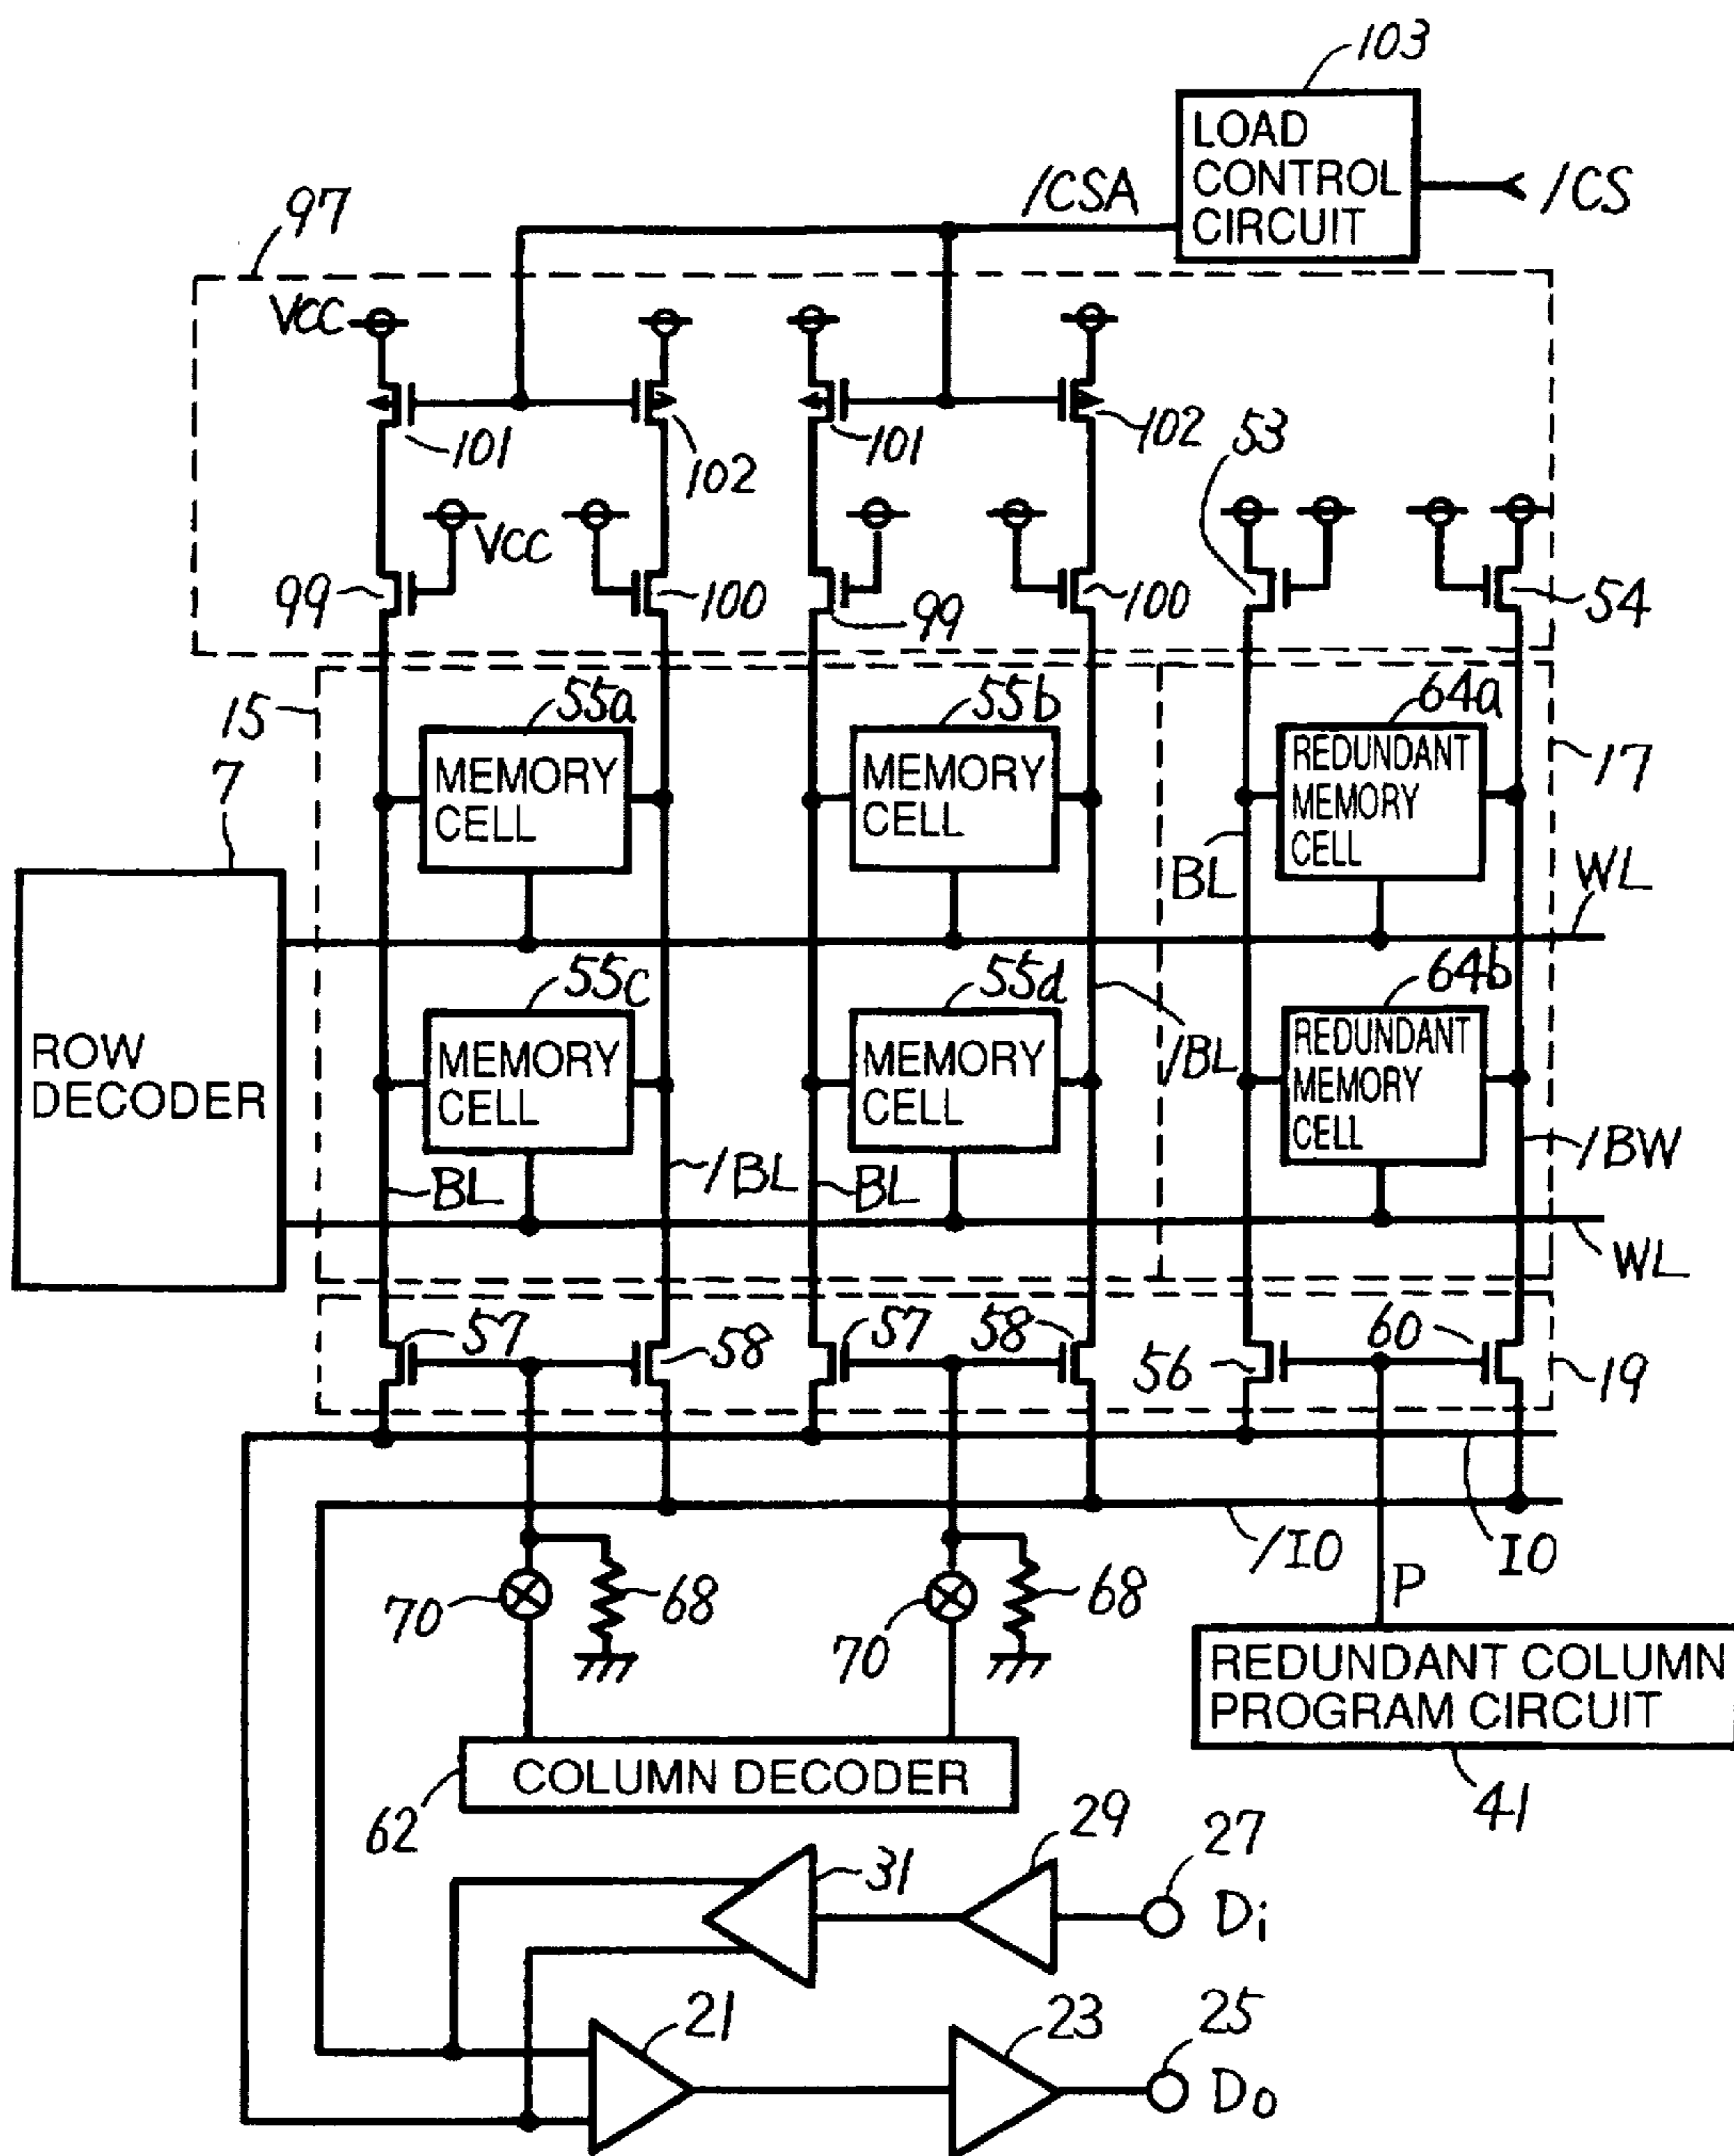 103
LOAD
CONTROL
CIRCUIT
/CSA
/CS
97
VCC
101
102
101
102
53
VCC
99
100
99
100
54
15
55a
55b
64a
7
MEMORY
CELL
MEMORY
CELL
REDUNDANT
MEMORY
CELL
17
BL
WL
55c
55d
64b
ROW
DECODER
MEMORY
CELL
MEMORY
CELL
/BL
REDUNDANT
MEMORY
CELL
/BW
BL
/BL
BL
WL
57
58
57
58
56
60
19
/IO
IO
70
68
70
68
P
REDUNDANT COLUMN
PROGRAM CIRCUIT
COLUMN DECODER
62
41
31
29
27
Di
21
23
25
Do